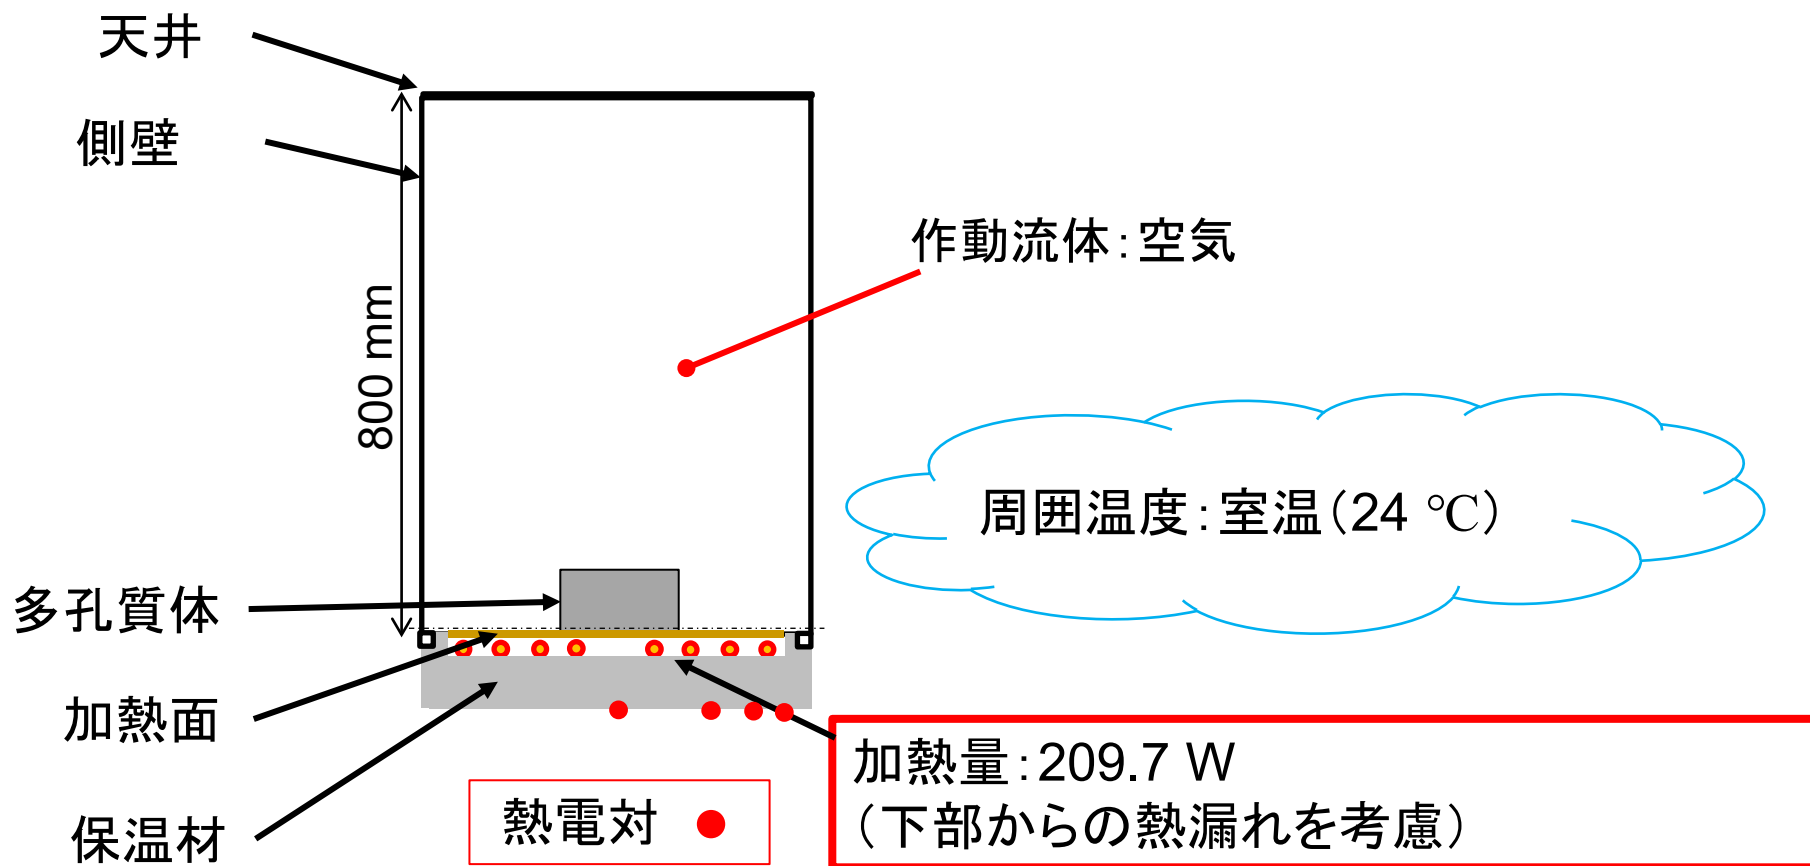 天井
側壁
作動流体：空気
800 mm
周囲温度：室温（24 ℃）
多孔質体
加熱面
加熱量：209.7 W
（下部からの熱漏れを考慮）
熱電対
保温材